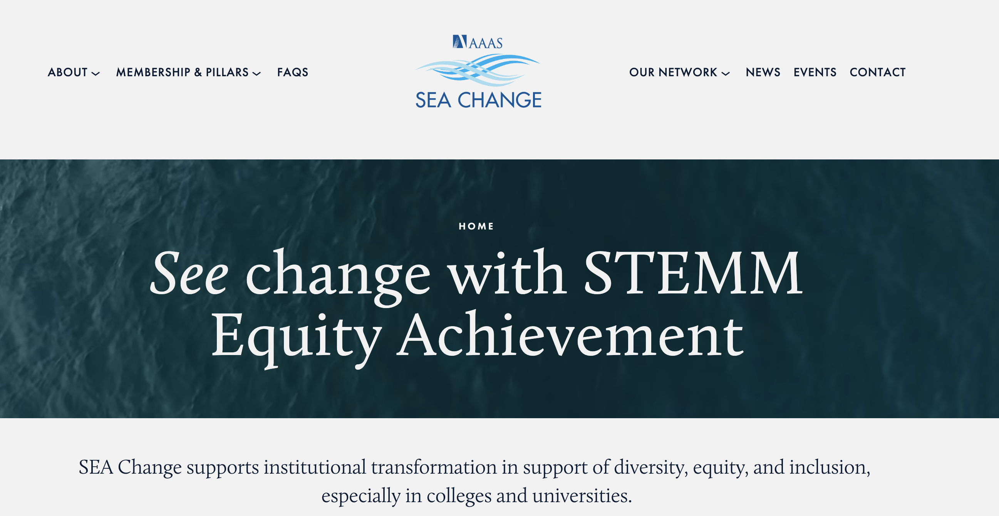 ABOUT MEMBERSHIP & PILLARS FAQS
AAAS
SEA CHANGE
OUR NETWORK NEWS EVENTS CONTACT
HOME
See change with STEMM
Equity Achievement
SEA Change supports institutional transformation in support of diversity, equity, and inclusion,
especially in colleges and universities.